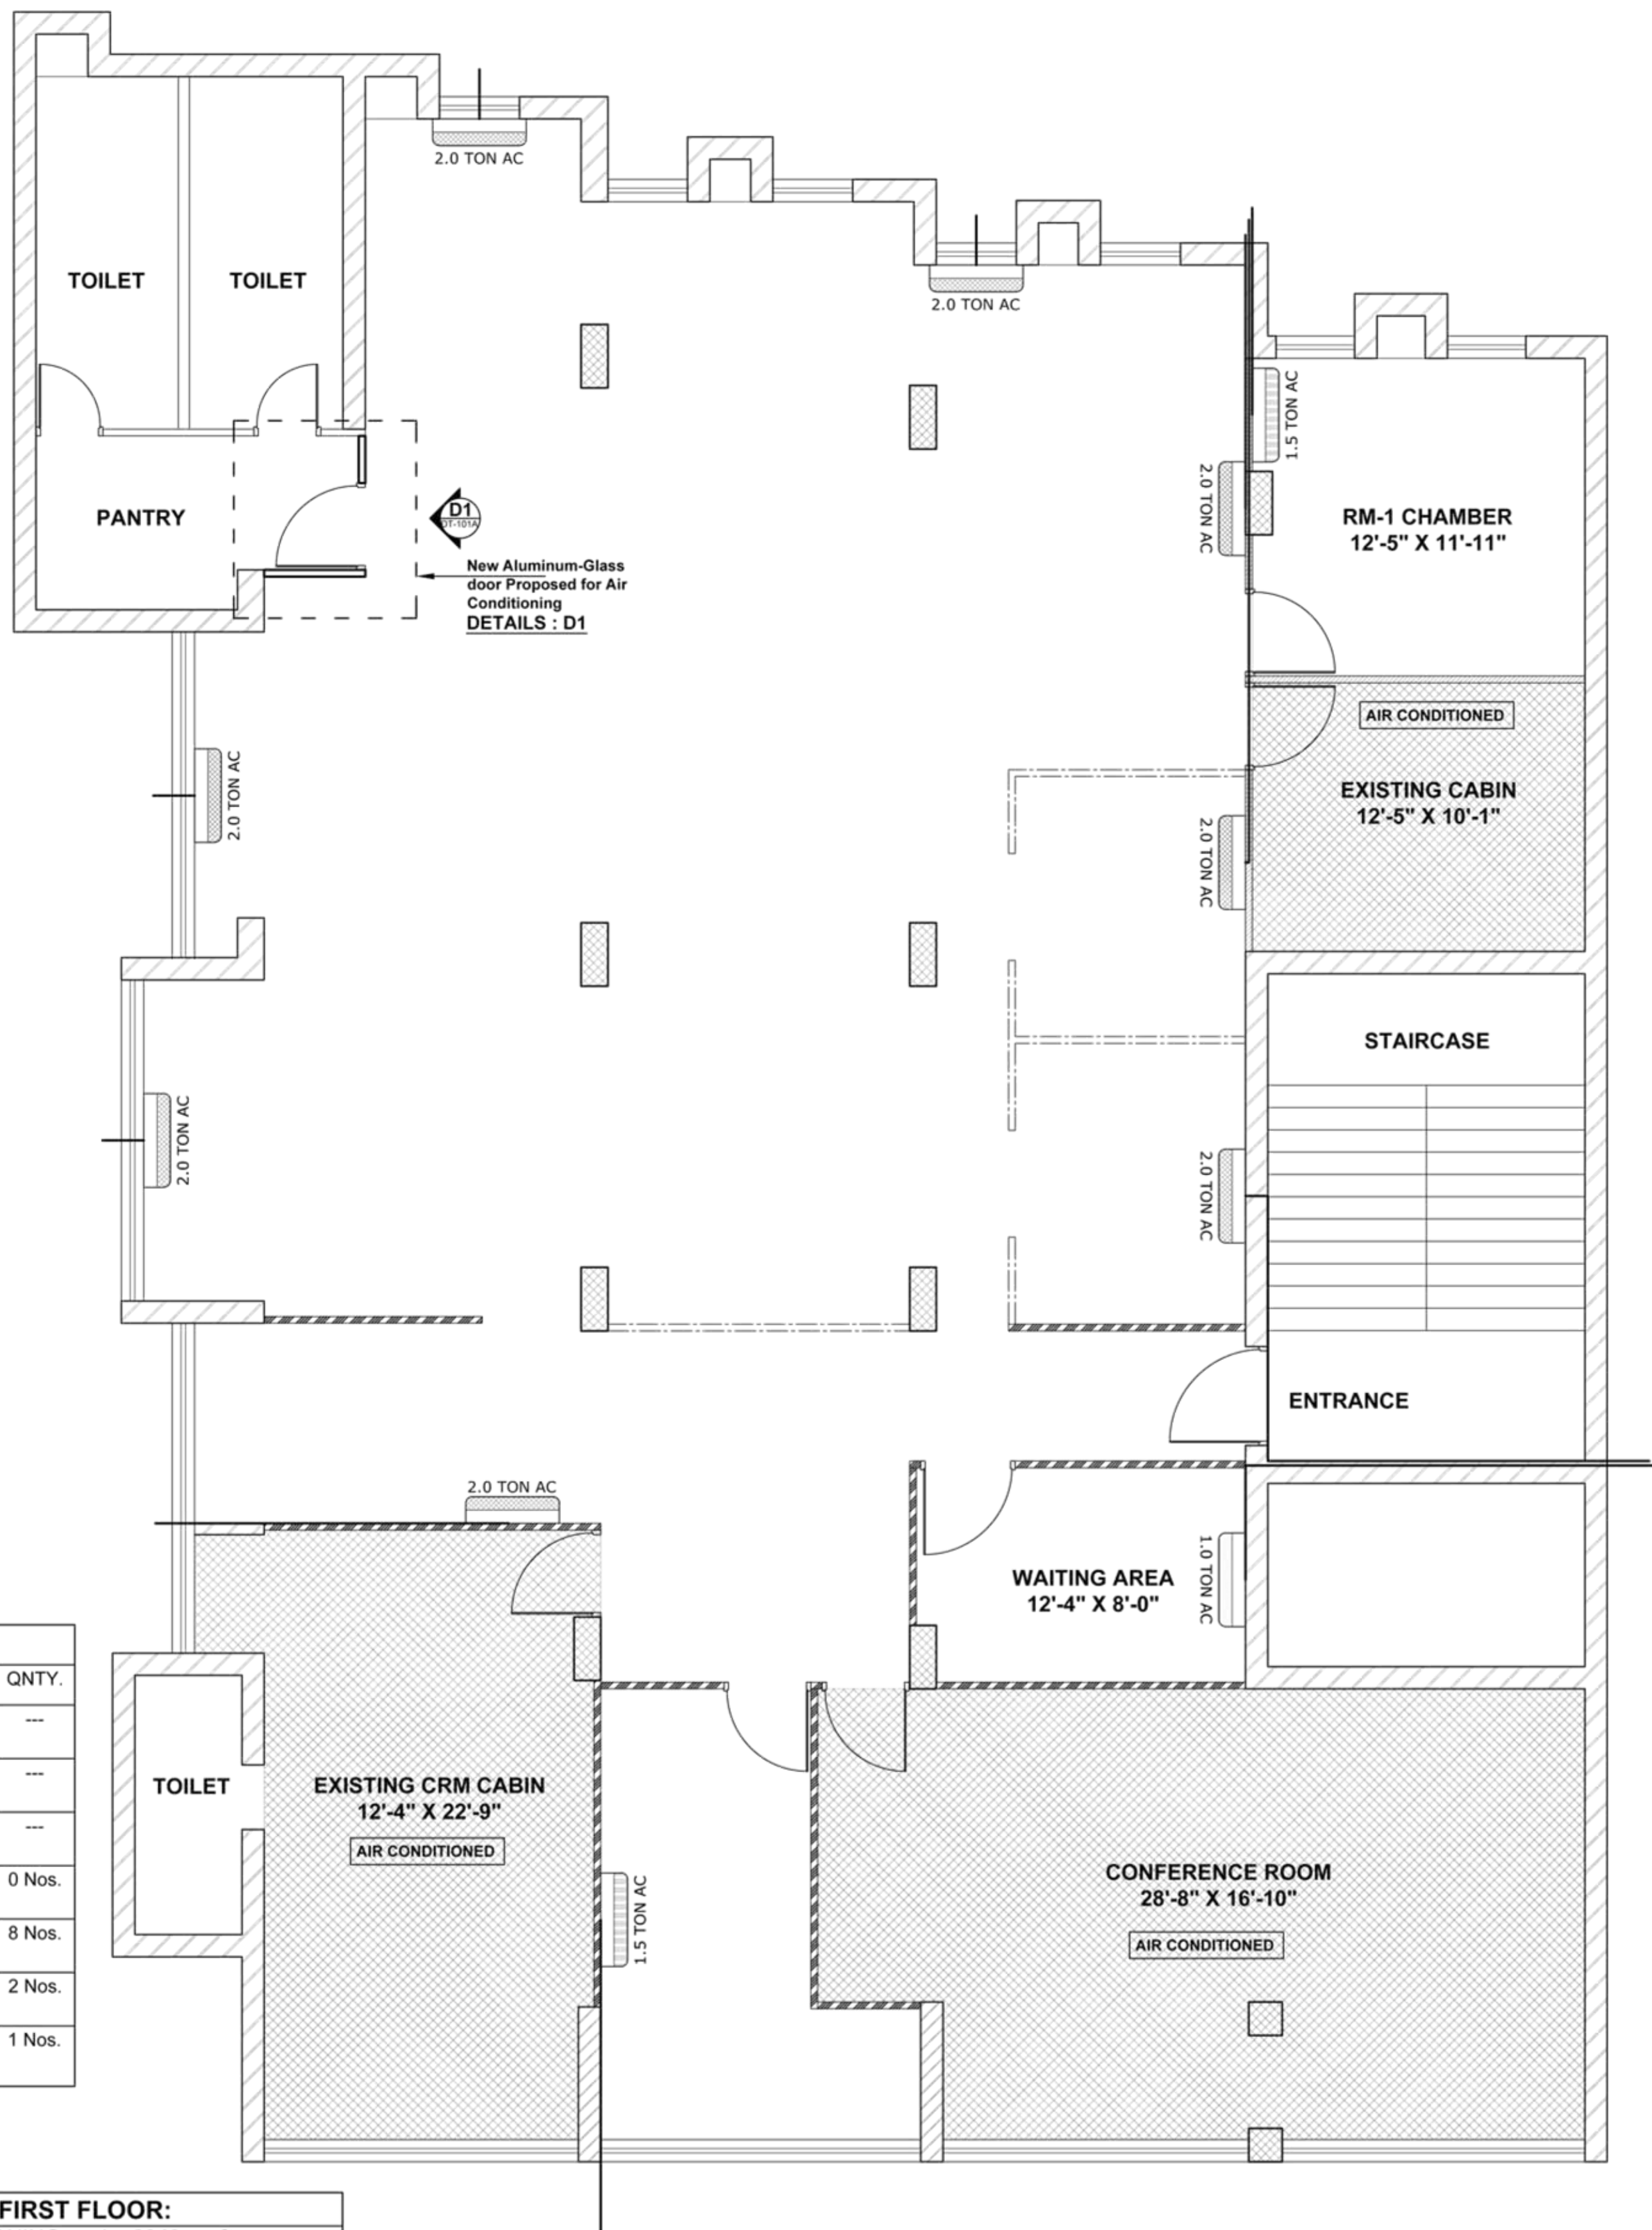 2.0 TON AC
TOILET
TOILET
2.0 TON AC
1.5 TON AC
2.0 TON AC
PANTRY
D1
DT-101A
RM-1 CHAMBER
12'-5" X 11'-11"
New Aluminum-Glass
door Proposed for Air
Conditioning
DETAILS : D1
AIR CONDITIONED
EXISTING CABIN
12'-5" X 10'-1"
2.0 TON AC
2.0 TON AC
STAIRCASE
2.0 TON AC
2.0 TON AC
ENTRANCE
2.0 TON AC
WAITING AREA
12'-4" X 8'-0"
1.0 TON AC
QNTY.
---
---
---
0 Nos.
8 Nos.
2 Nos.
1 Nos.
TOILET
EXISTING CRM CABIN
12'-4" X 22'-9"
AIR CONDITIONED
1.5 TON AC
CONFERENCE ROOM
28'-8" X 16'-10"
AIR CONDITIONED
FIRST FLOOR: